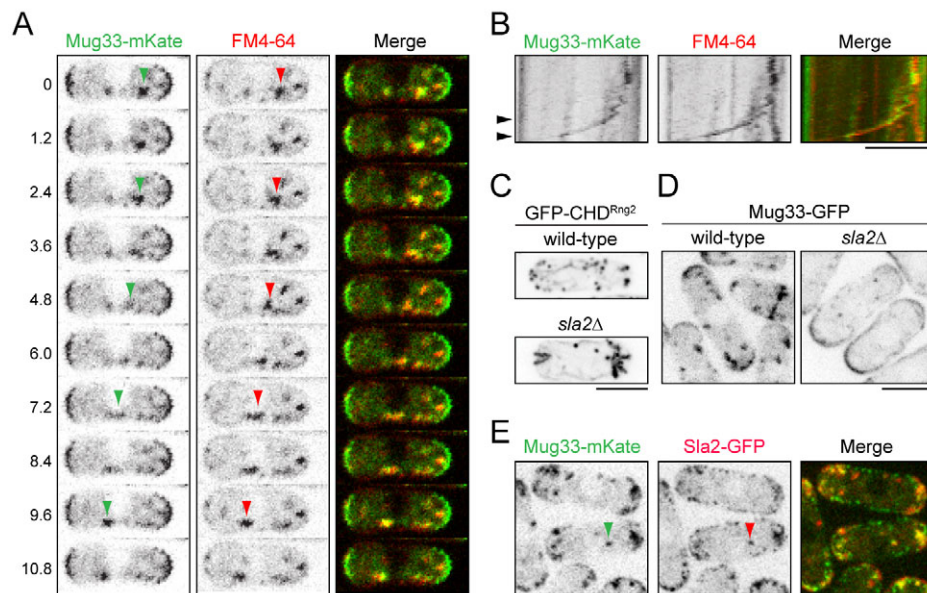 A
Mug33-mKate FM4-64 Merge
0
1.2
2.4
3.6
4.8
6.0
7.2
8.4
9.6
10.8
B
Mug33-mKate FM4-64 Merge
C
GFP-CHDRng2
wild-type
sla2Δ
D
Mug33-GFP
wild-type sla2Δ
E
Mug33-mKate Sla2-GFP Merge